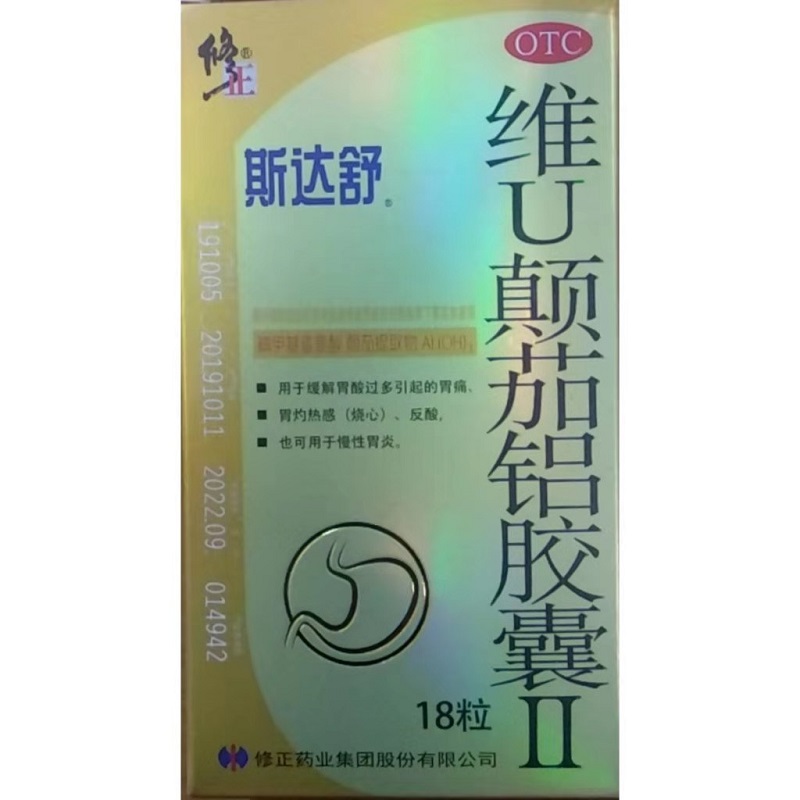 修正®
OTC
斯达舒®
维U颠茄铝胶囊II
191005 20191011 2022.09 014942
用于缓解胃酸过多引起的胃痛、
胃灼热感（烧心）、反酸,
也可用于慢性胃炎。
18粒
修正药业集团股份有限公司